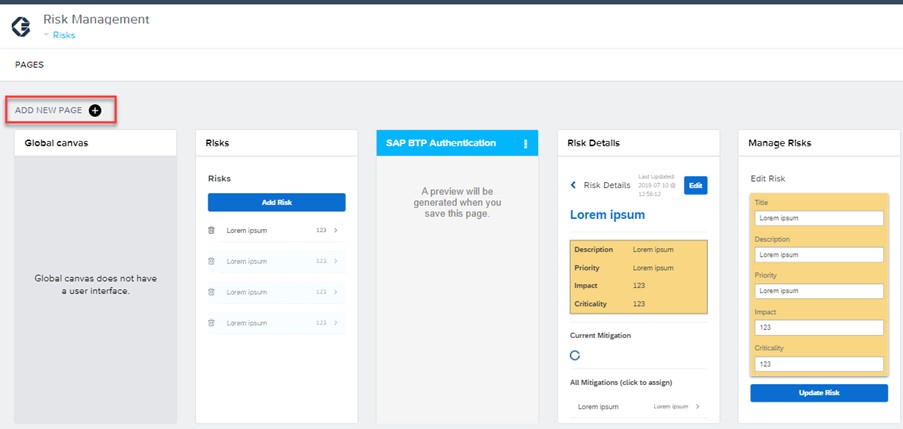 Risk Management
Risks
PAGES
ADD NEW PAGE
Global canvas
Global canvas does not have
a user interface.
Risks
Risks
Add Risk
Lorem ipsum 123
Lorem ipsum 123
Lorem ipsum 123
Lorem ipsum 123
SAP BTP Authentication
A preview will be
generated when you
save this page.
Risk Details
Risk Details
Last Updated:
2019-07-10 @
12:56:12
Edit
Lorem ipsum
Description Lorem ipsum
Priority Lorem ipsum
Impact 123
Criticality 123
Current Mitigation
All Mitigations (click to assign)
Lorem ipsum Lorem ipsum
Manage Risks
Edit Risk
Title
Lorem ipsum
Description
Lorem ipsum
Priority
Lorem ipsum
Impact
123
Criticality
123
Update Risk